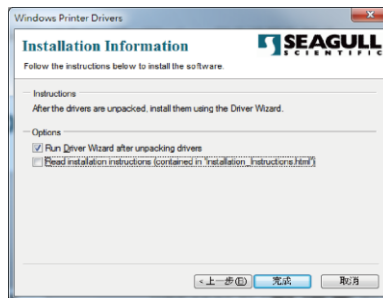 Windows Printer Drivers
Installation Information
SEAGULL
SCIENTIFIC
Follow the instructions below to install the software.
Instructions
After the drivers are unpacked, install them using the Driver Wizard.
Options
Run Driver Wizard after unpacking drivers
Read installation instructions (contained in "Installation_Instructions.html")
<上一步(B) 完成 取消